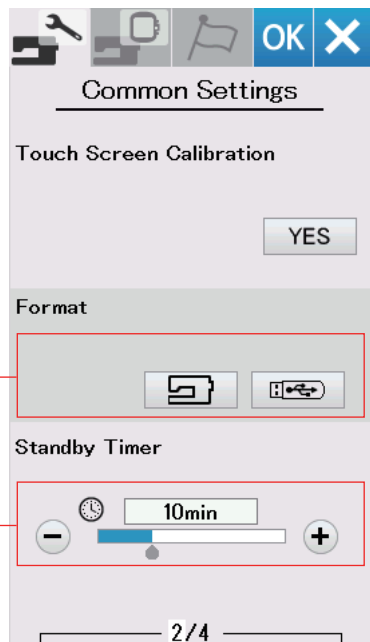 OK
Common Settings
Touch Screen Calibration
YES
Format
Standby Timer
10min
2/4